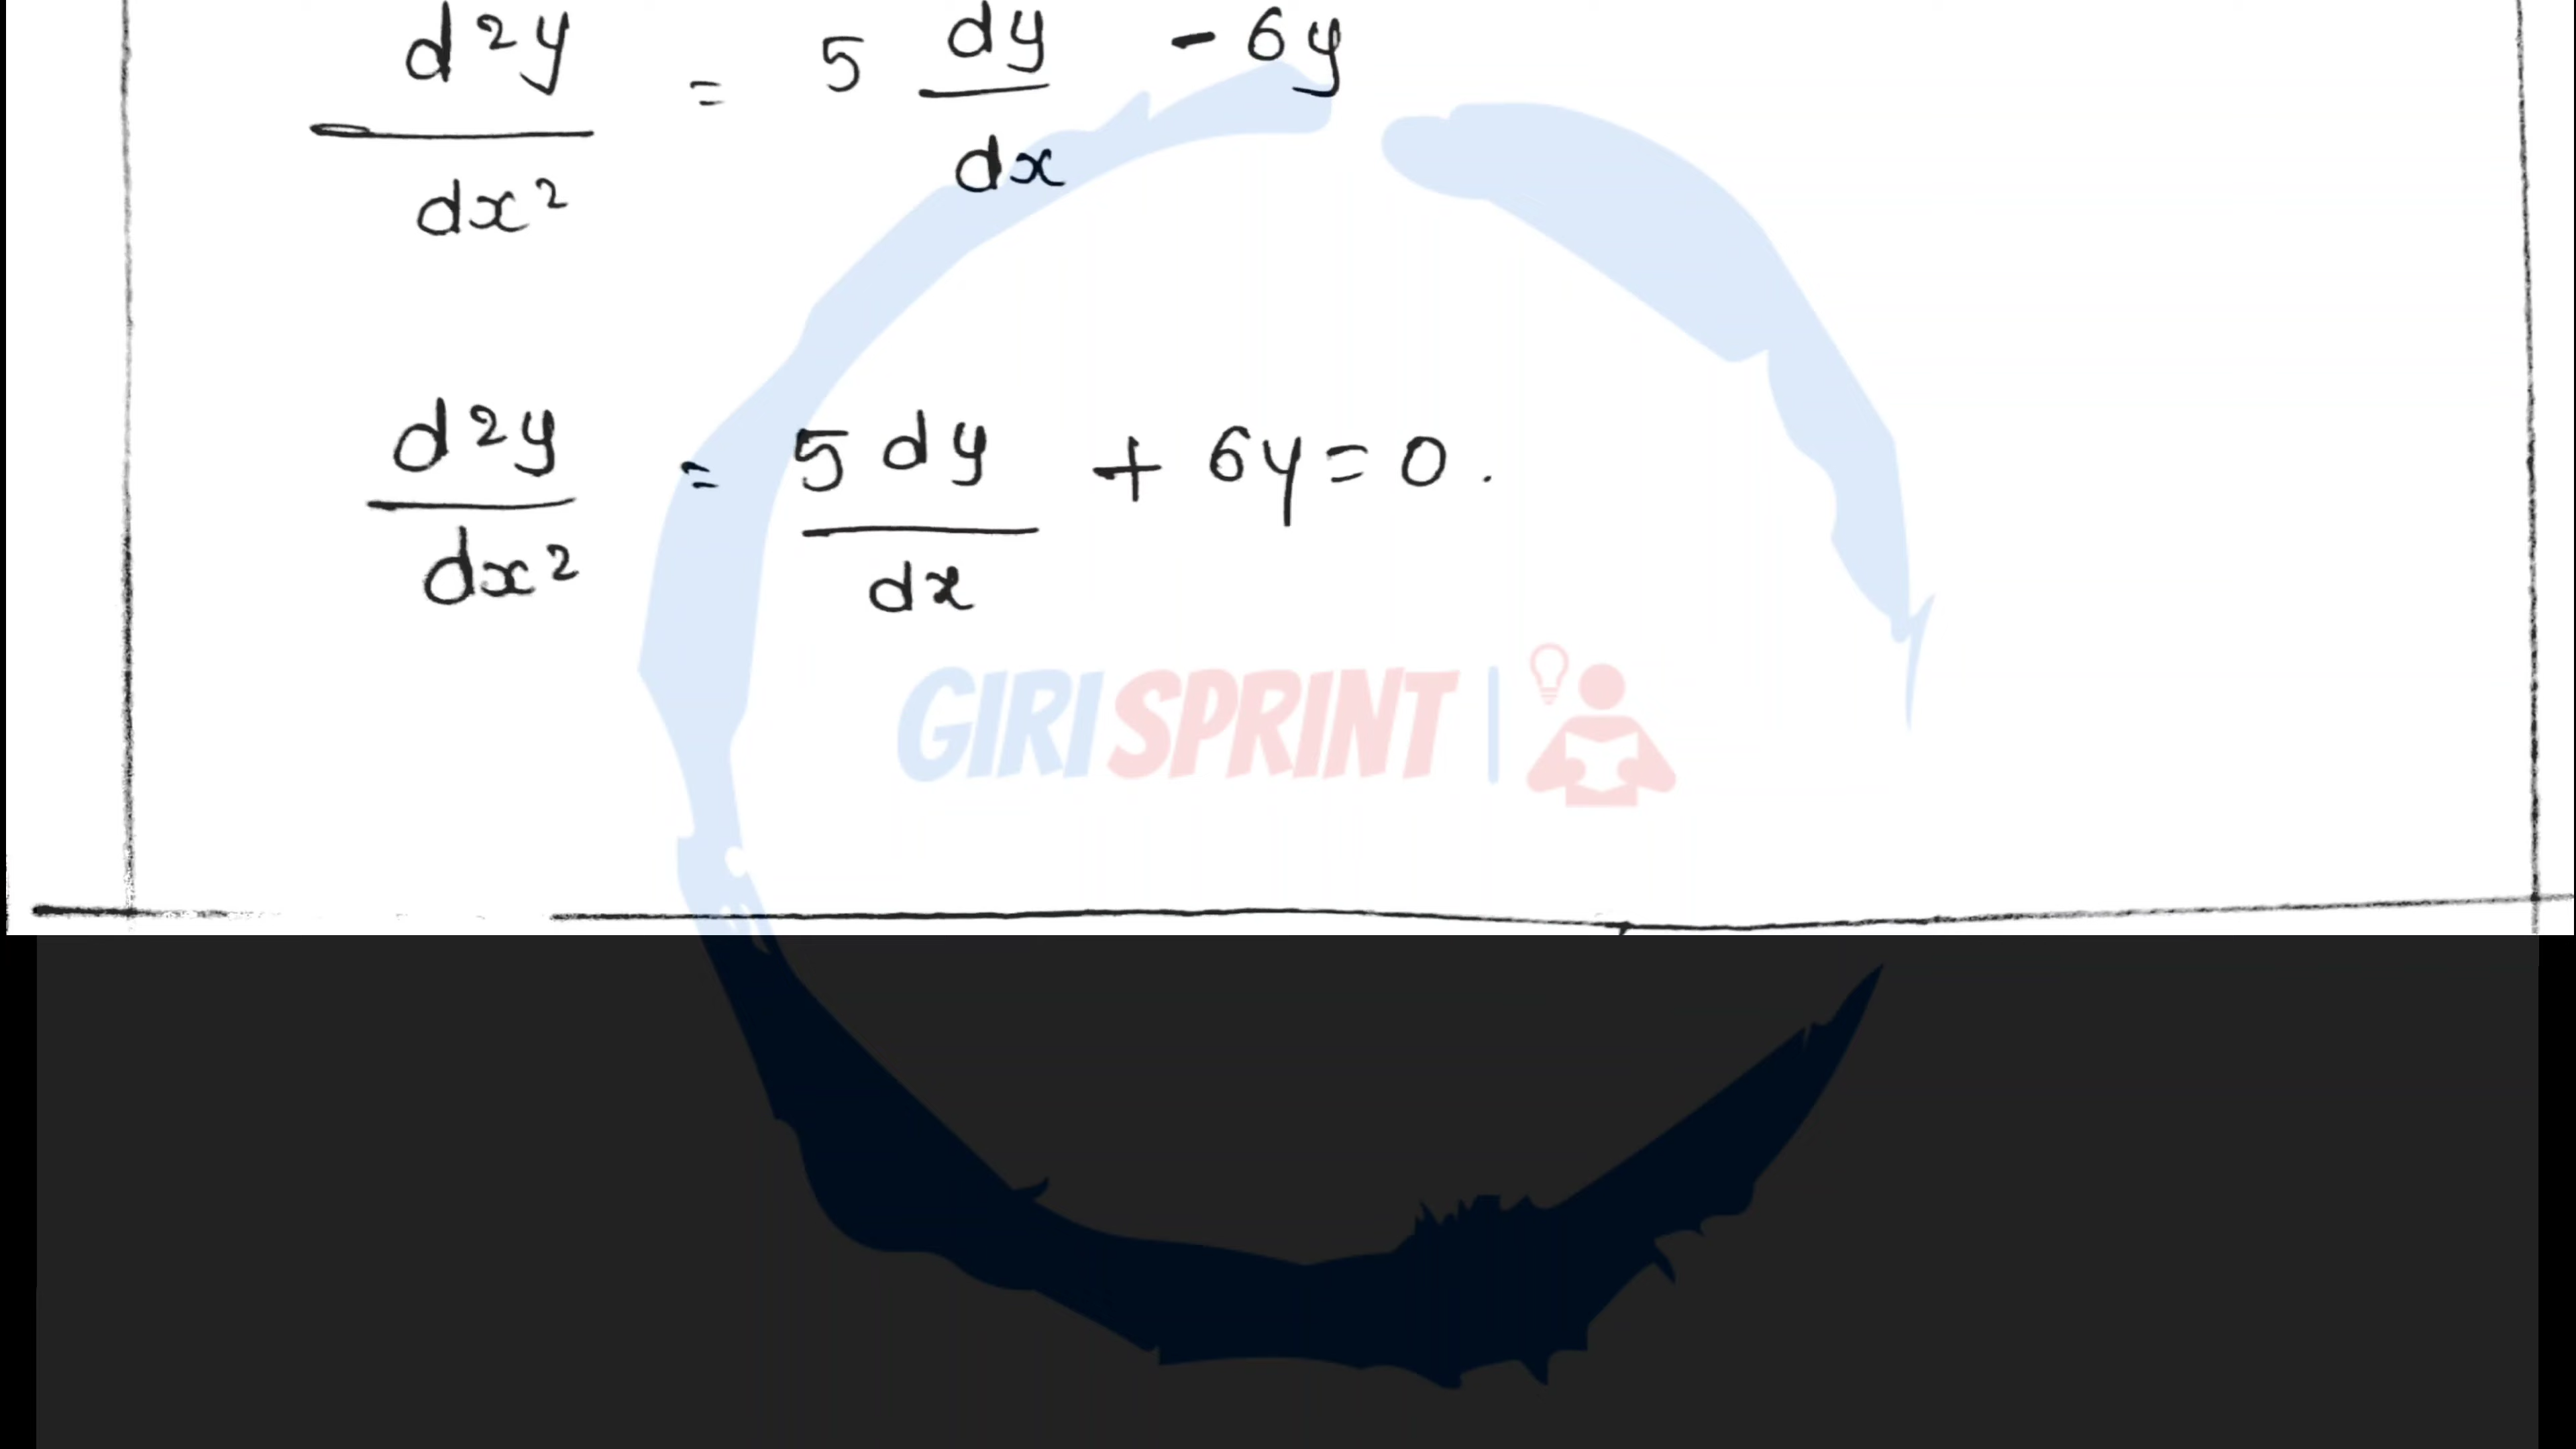 d²y/dx² = 5 dy/dx - 6y
d²y/dx² = 5 dy/dx + 6y = 0.
GIRISPRINT